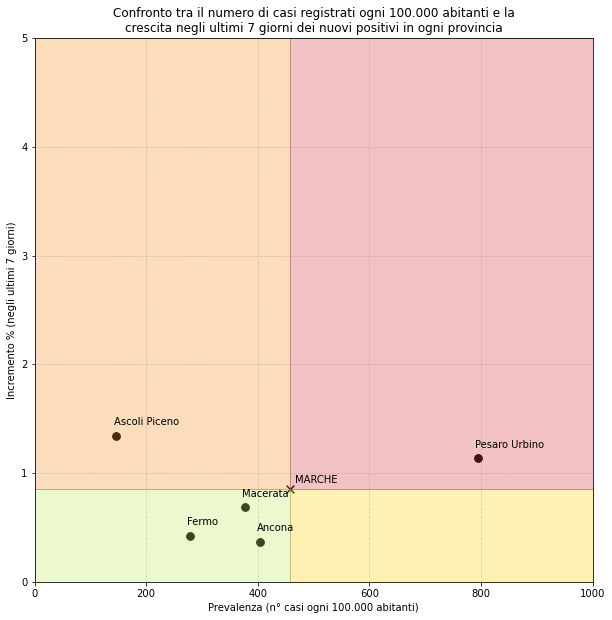 Confronto tra il numero di casi registrati ogni 100.000 abitanti e la
crescita negli ultimi 7 giorni dei nuovi positivi in ogni provincia
5
4
3
2
1
0
Incremento % (negli ultimi 7 giorni)
Ascoli Piceno
Pesaro Urbino
MARCHE
Macerata
Fermo
Ancona
0 200 400 600 800 1000
Prevalenza (n° casi ogni 100.000 abitanti)